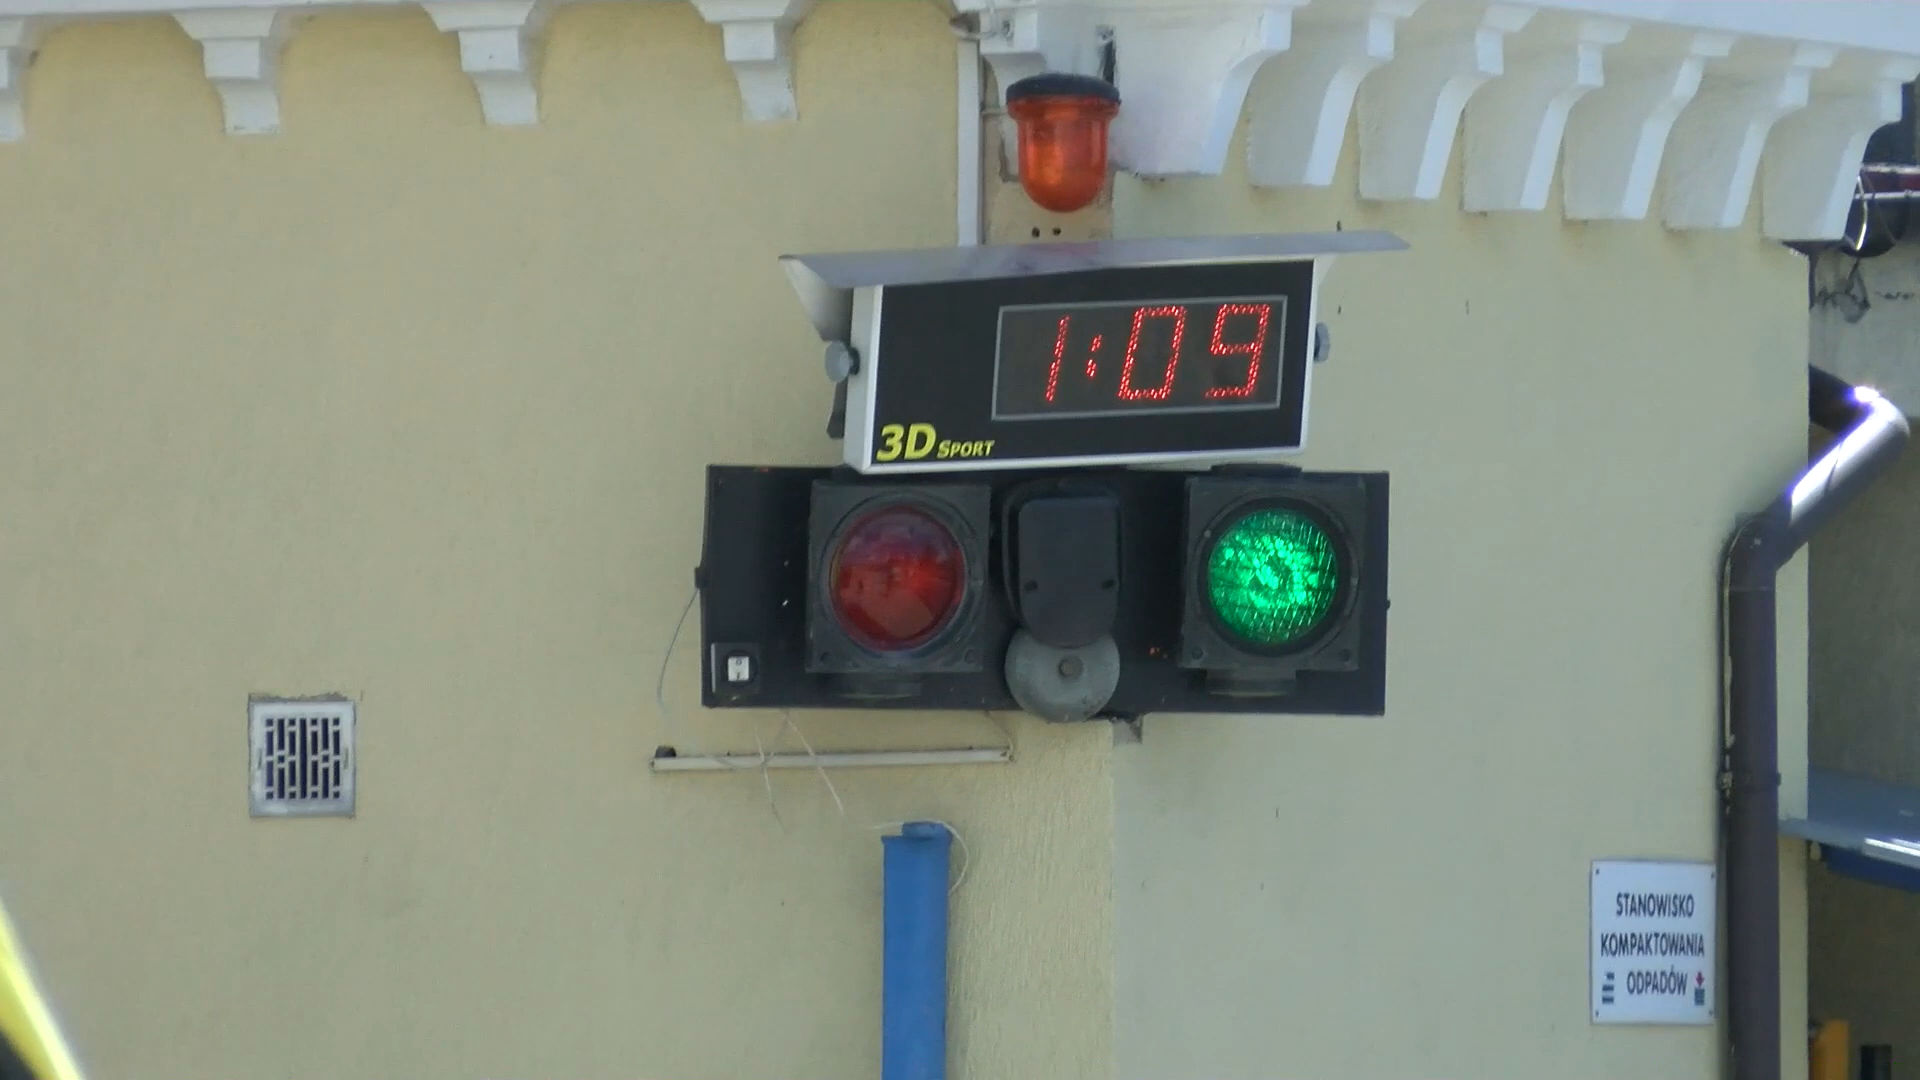 1:09
3D SPORT
STANOWISKO
KOMPAKTOWANIA
ODPADÓW